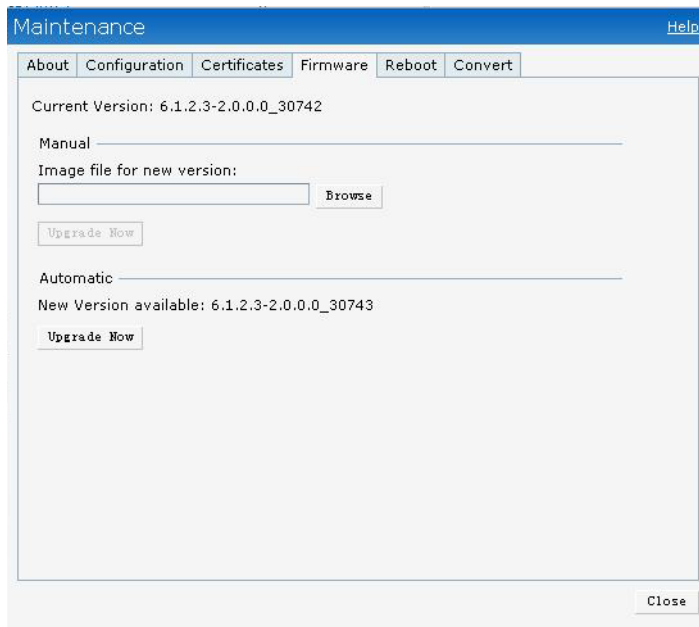 Maintenance Help
About Configuration Certificates Firmware Reboot Convert
Current Version: 6.1.2.3-2.0.0.0_30742
Manual
Image file for new version:
Browse
Upgrade Now
Automatic
New Version available: 6.1.2.3-2.0.0.0_30743
Upgrade Now
Close